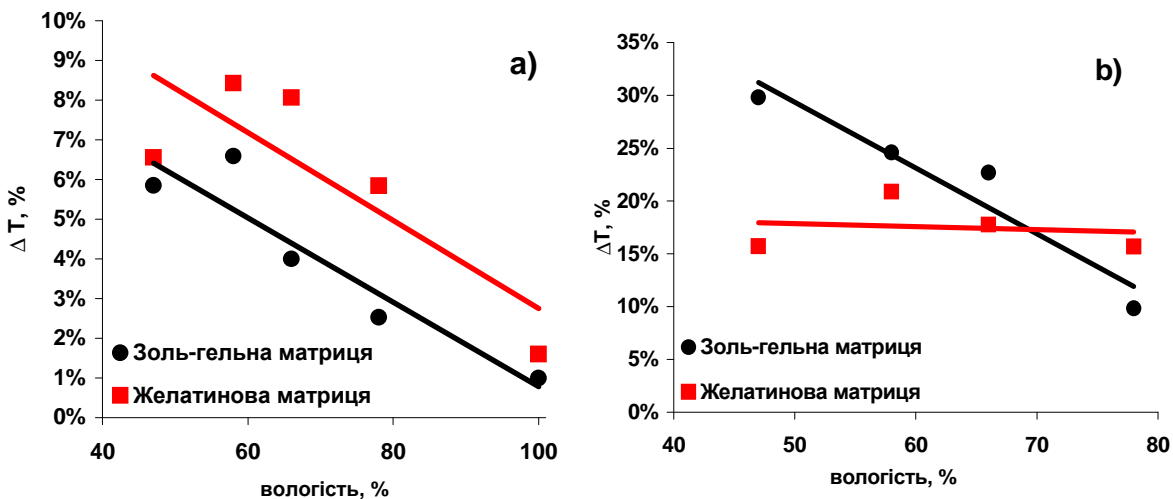 a)
10%
9%
8%
7%
6%
5%
4%
3%
2%
1%
0%
Δ T, %
Золь-гельна матриця
Желатинова матриця
40
60
80
100
вологість, %
b)
35%
30%
25%
20%
15%
10%
5%
0%
ΔT, %
Золь-гельна матриця
Желатинова матриця
40
50
60
70
80
вологість, %